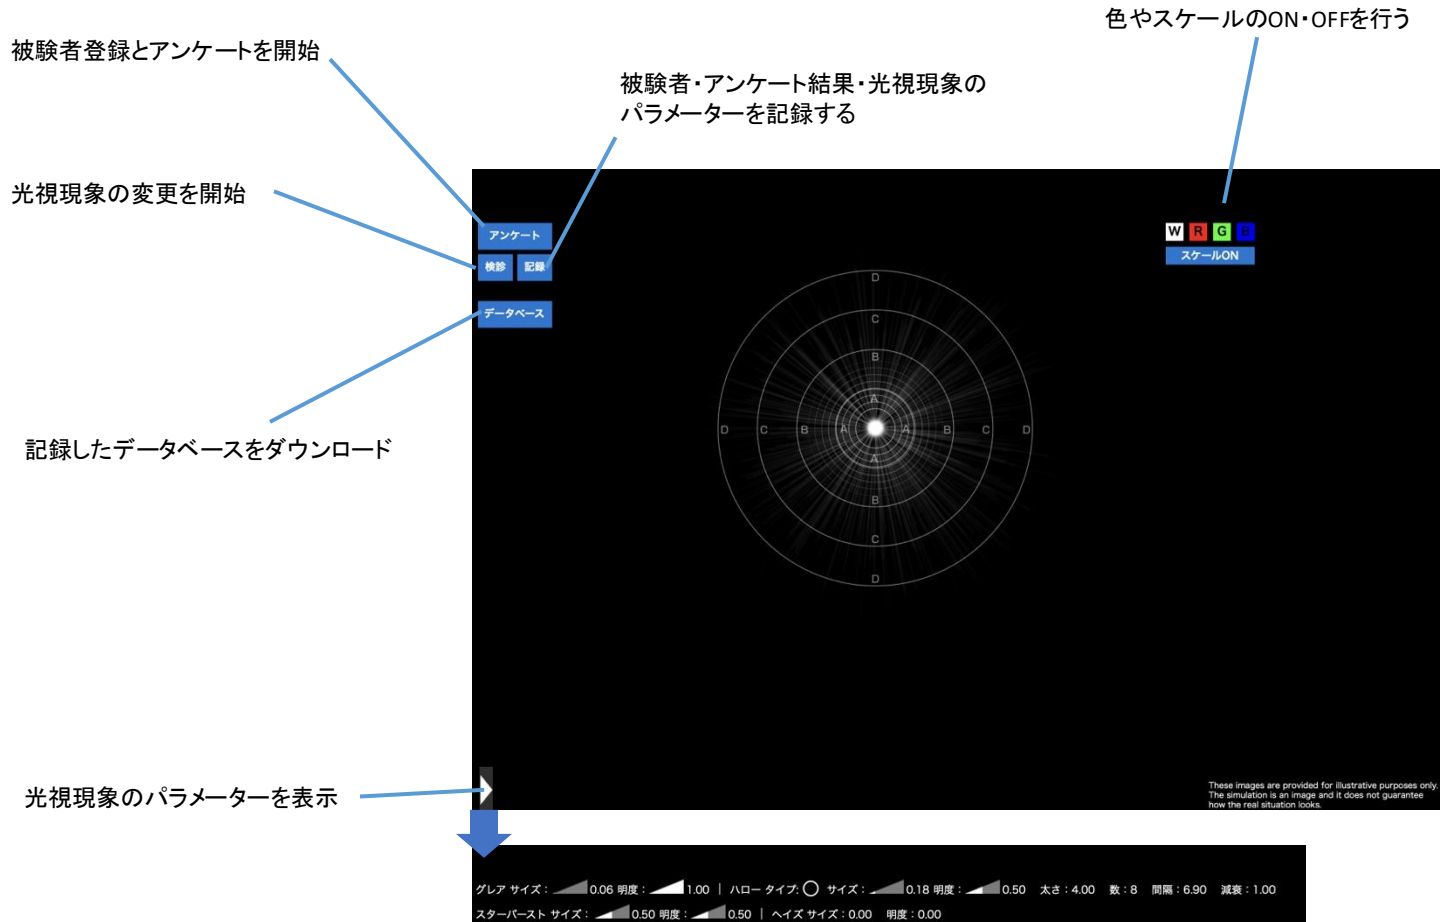 色やスケールのON・OFFを行う
被験者登録とアンケートを開始
被験者・アンケート結果・光視現象の
パラメーターを記録する
光視現象の変更を開始
アンケート
検診 記録
データベース
W R G B
スケールON
D
C
B
A
D C B A A B C D
A
B
C
D
記録したデータベースをダウンロード
光視現象のパラメーターを表示
These images are provided for illustrative purposes only.
The simulation is an image and it does not guarantee
how the real situation looks.
グレア サイズ： 0.06 明度： 1.00 | ハロー タイプ: サイズ： 0.18 明度： 0.50 太さ：4.00 数：8 間隔：6.90 減衰：1.00
スターバースト サイズ： 0.50 明度： 0.50 | ヘイズ サイズ：0.00 明度：0.00